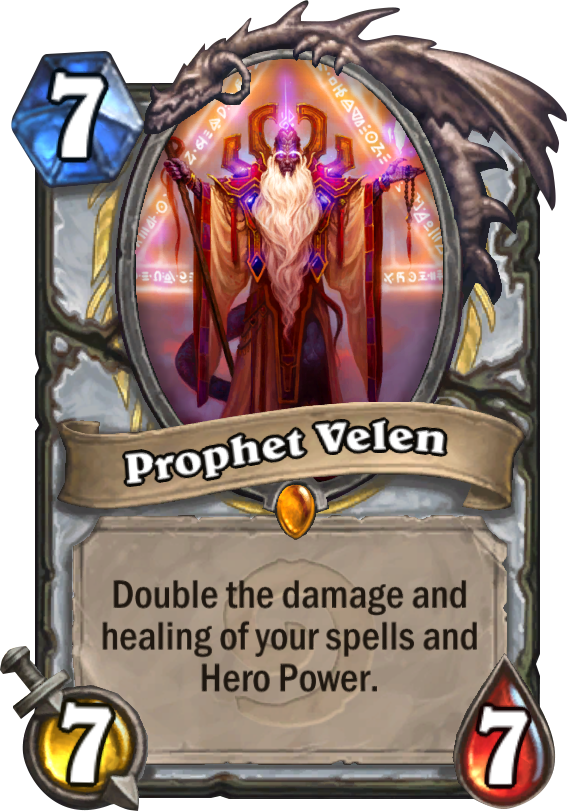 7
Prophet Velen
Double the damage and
healing of your spells and
Hero Power.
7
7